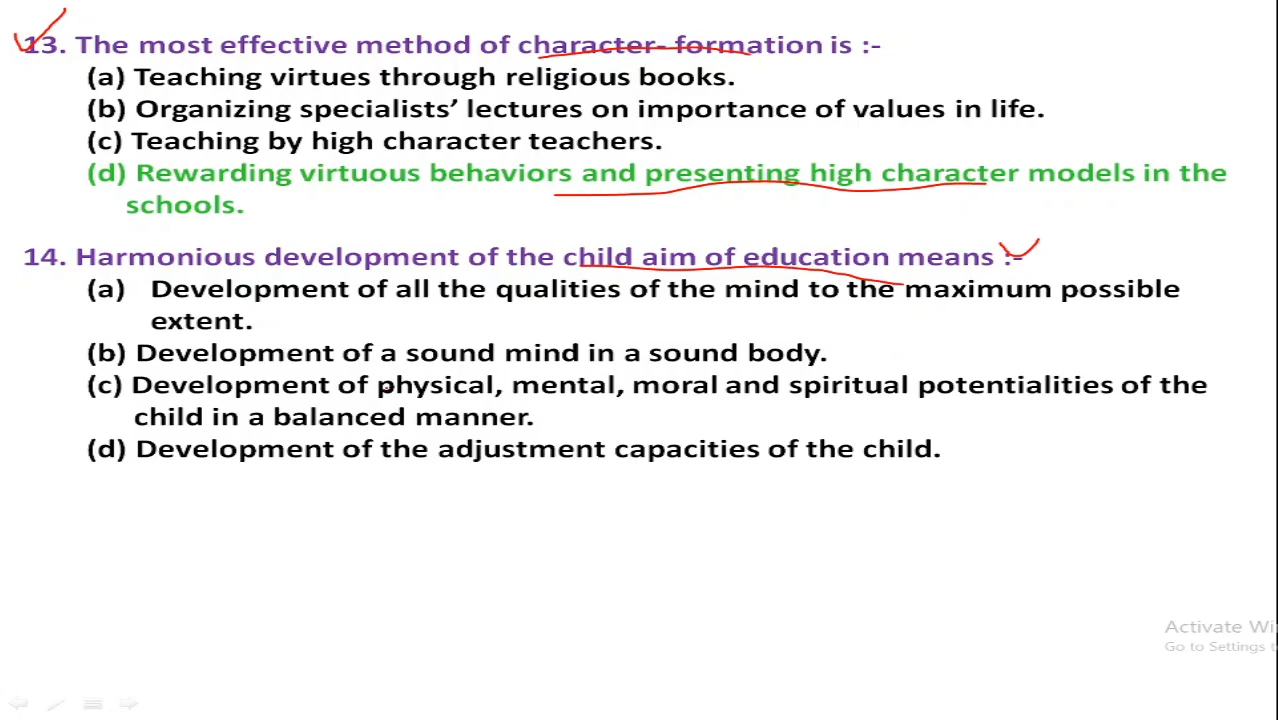 13. The most effective method of character- formation is :-
(a) Teaching virtues through religious books.
(b) Organizing specialists’ lectures on importance of values in life.
(c) Teaching by high character teachers.
(d) Rewarding virtuous behaviors and presenting high character models in the
schools.
14. Harmonious development of the child aim of education means :-
(a) Development of all the qualities of the mind to the maximum possible
extent.
(b) Development of a sound mind in a sound body.
(c) Development of physical, mental, moral and spiritual potentialities of the
child in a balanced manner.
(d) Development of the adjustment capacities of the child.
Activate Wi
Go to Settings t